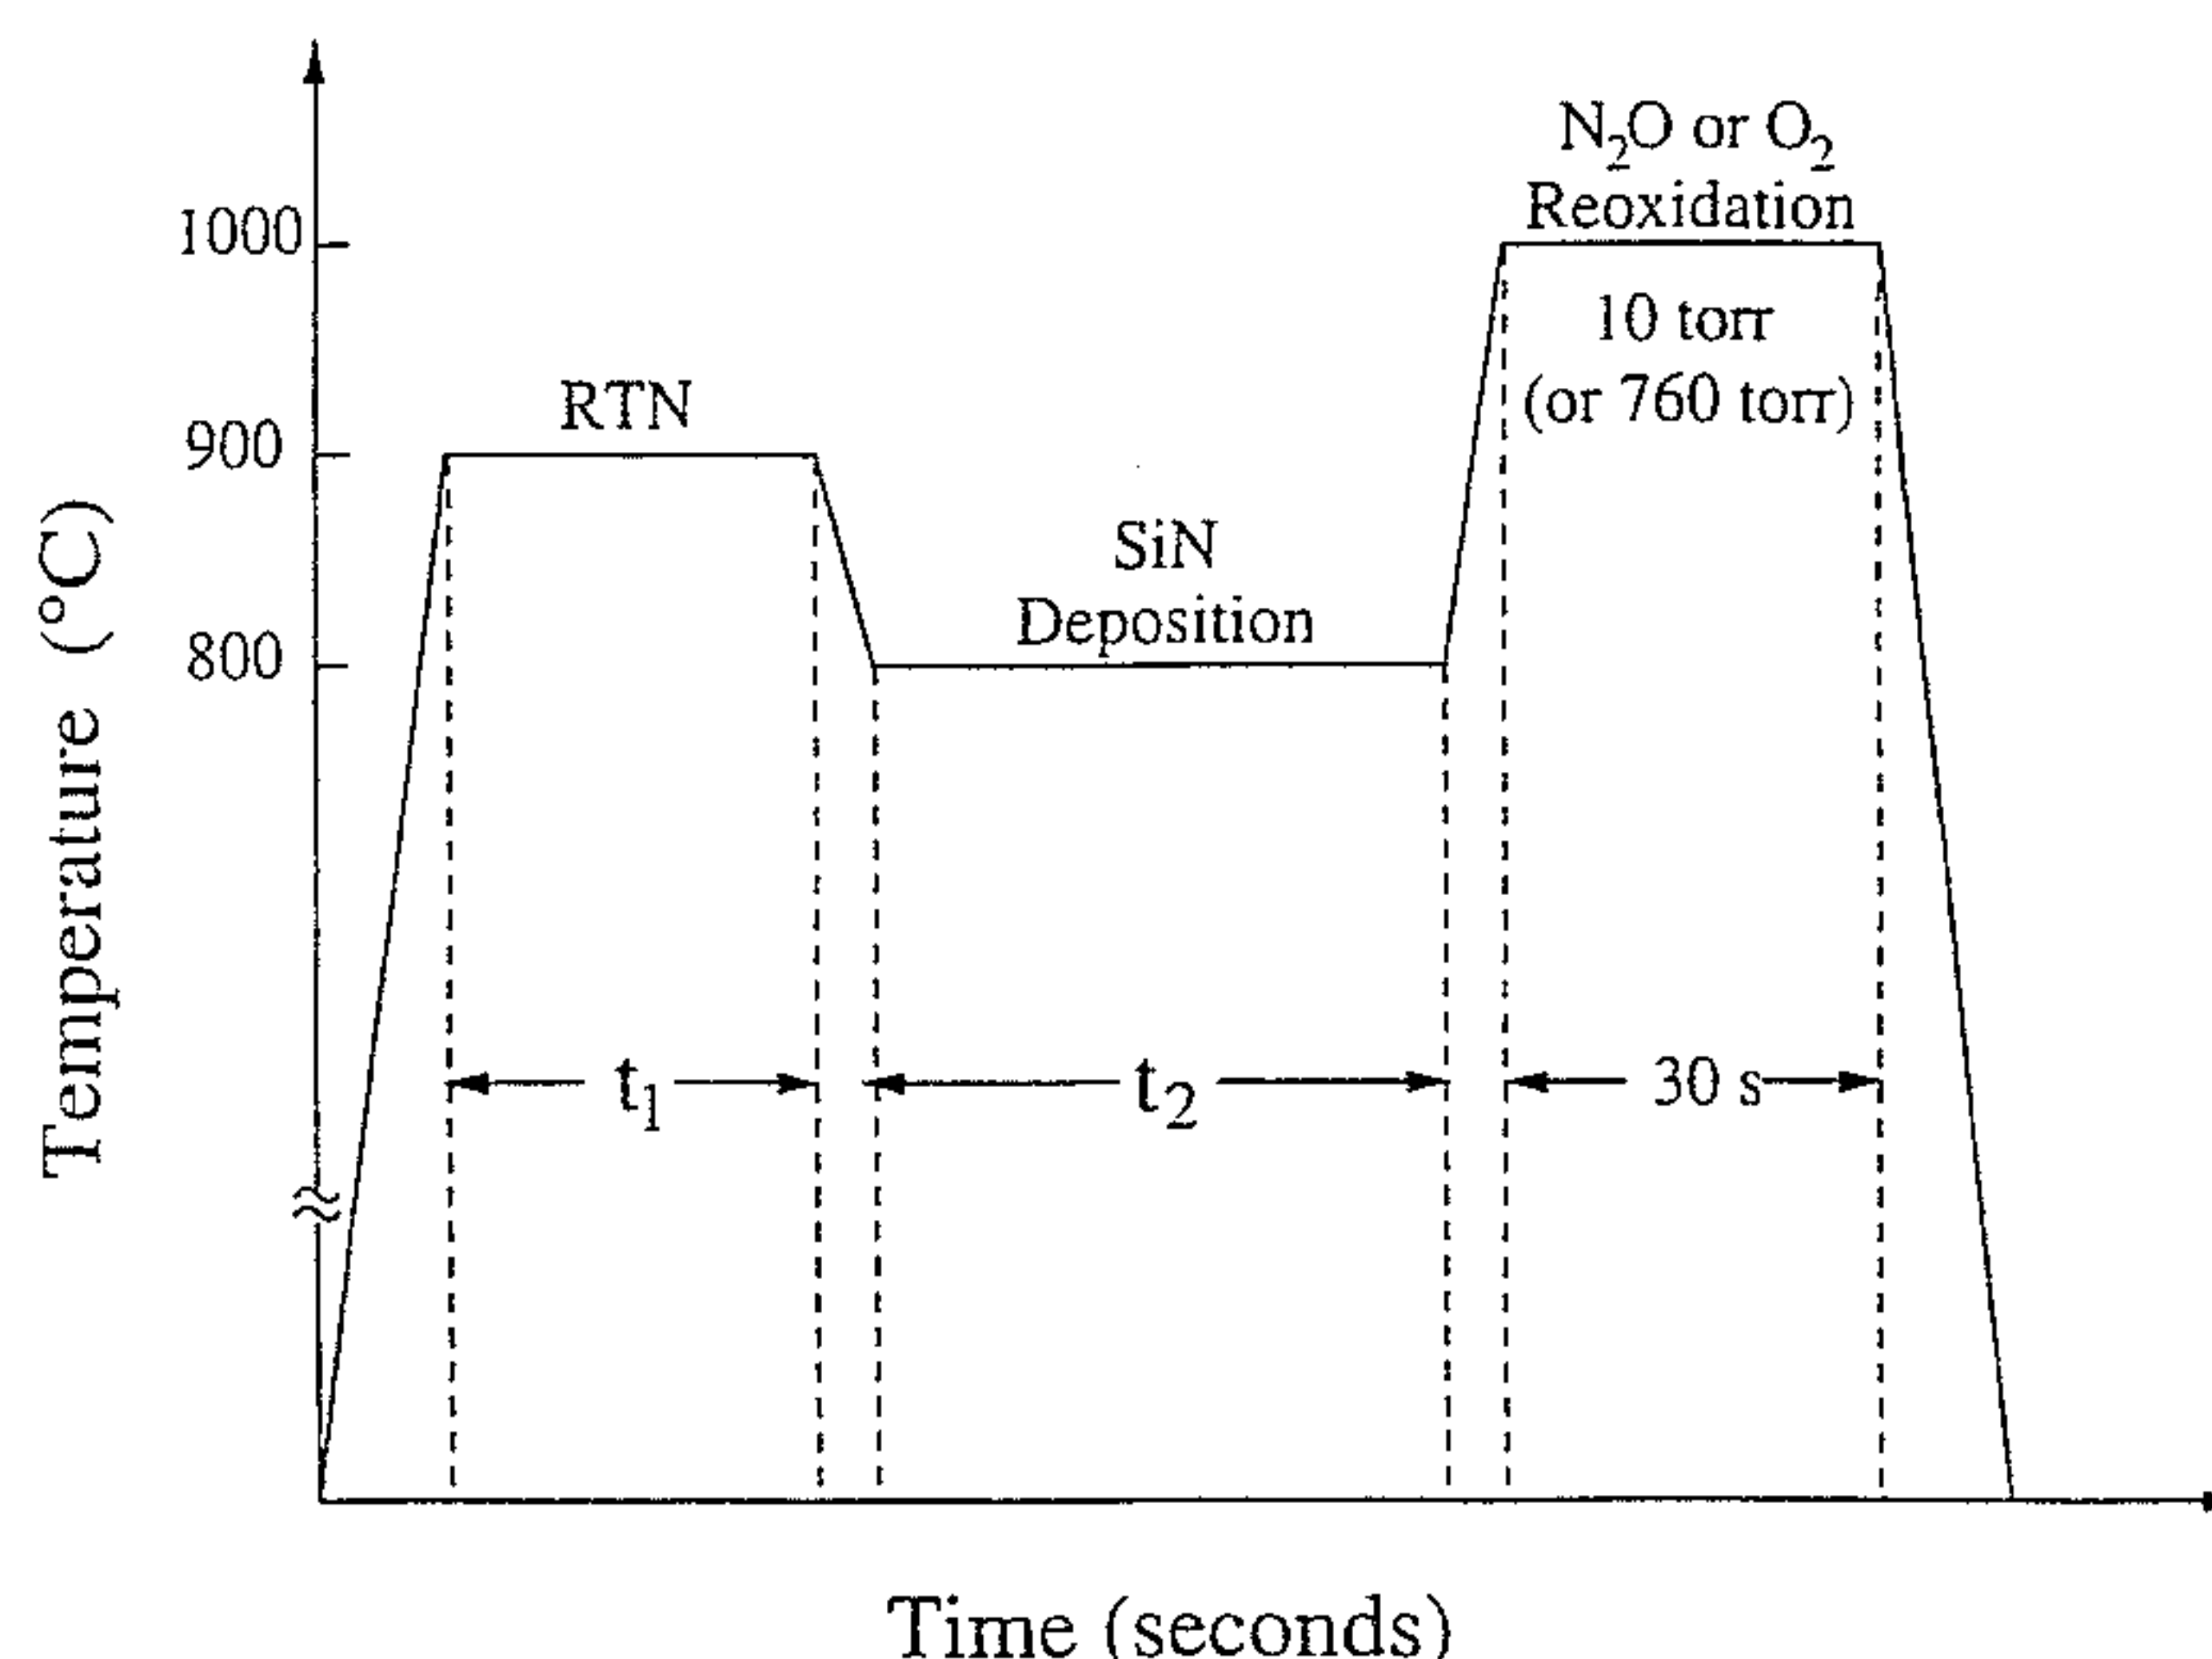 N₂O or O₂
Reoxidation
1000
10 torr
(or 760 torr)
RTN
900
SiN
Deposition
800
Temperature (°C)
t₁
t₂
30 s
Time (seconds)